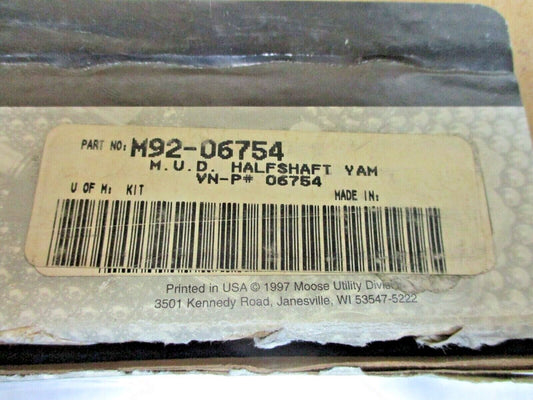 PART NO: M92-06754
M.U.D. HALFSHAFT YAM
VN-P# 06754
U OF M: KIT MADE IN:
Printed in USA © 1997 Moose Utility Divis
3501 Kennedy Road, Janesville, WI 53547-5222